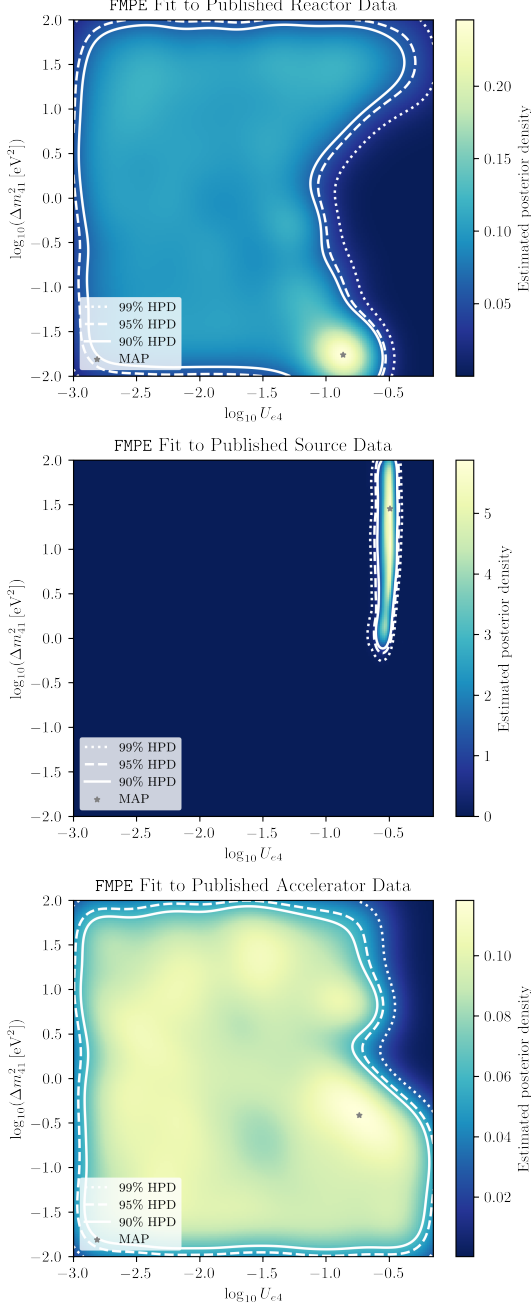 FMPE Fit to Published Reactor Data
2.0
1.5
1.0
0.5
0.0
−0.5
−1.0
−1.5
−2.0
log₁₀(Δm²₄₁ [eV²])
99% HPD
95% HPD
90% HPD
MAP
−3.0 −2.5 −2.0 −1.5 −1.0 −0.5
log₁₀ Uₑ₄
0.20
0.15
0.10
0.05
Estimated posterior density
FMPE Fit to Published Source Data
2.0
1.5
1.0
0.5
0.0
−0.5
−1.0
−1.5
−2.0
log₁₀(Δm²₄₁ [eV²])
99% HPD
95% HPD
90% HPD
MAP
−3.0 −2.5 −2.0 −1.5 −1.0 −0.5
log₁₀ Uₑ₄
5
4
3
2
1
0
Estimated posterior density
FMPE Fit to Published Accelerator Data
2.0
1.5
1.0
0.5
0.0
−0.5
−1.0
−1.5
−2.0
log₁₀(Δm²₄₁ [eV²])
99% HPD
95% HPD
90% HPD
MAP
−3.0 −2.5 −2.0 −1.5 −1.0 −0.5
log₁₀ Uₑ₄
0.10
0.08
0.06
0.04
0.02
Estimated posterior density